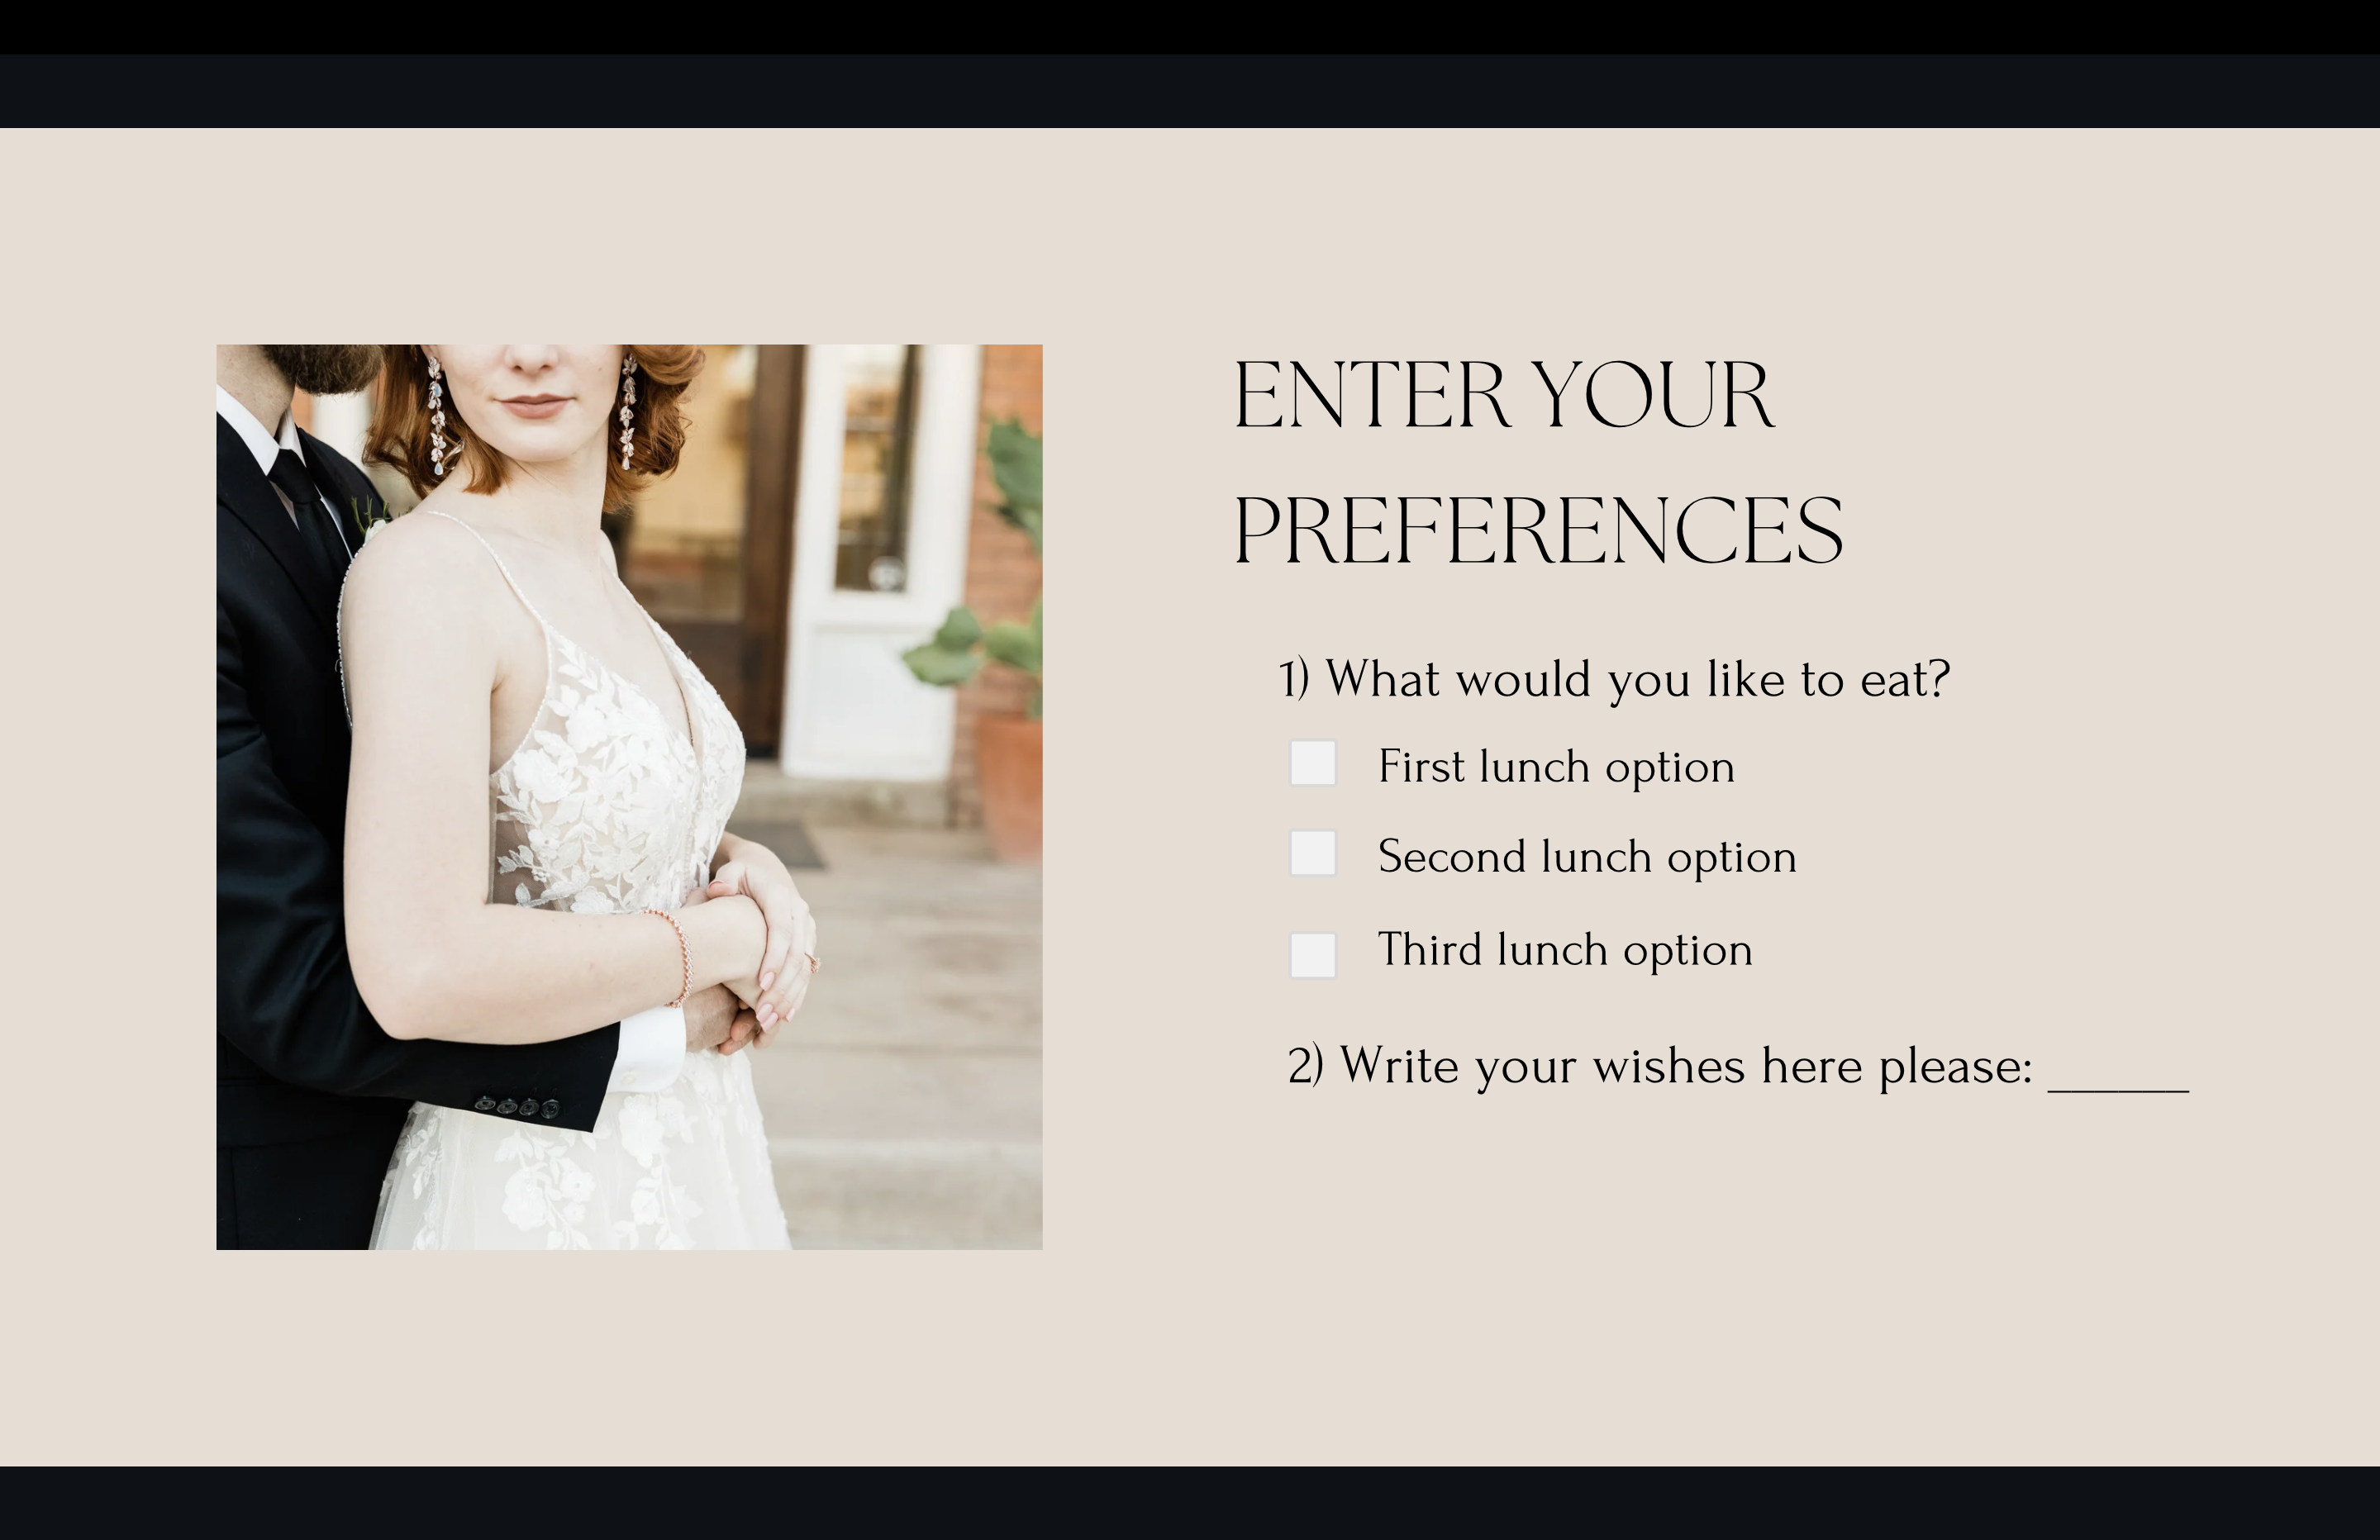 ENTER YOUR
PREFERENCES
1) What would you like to eat?
First lunch option
Second lunch option
Third lunch option
2) Write your wishes here please: ______